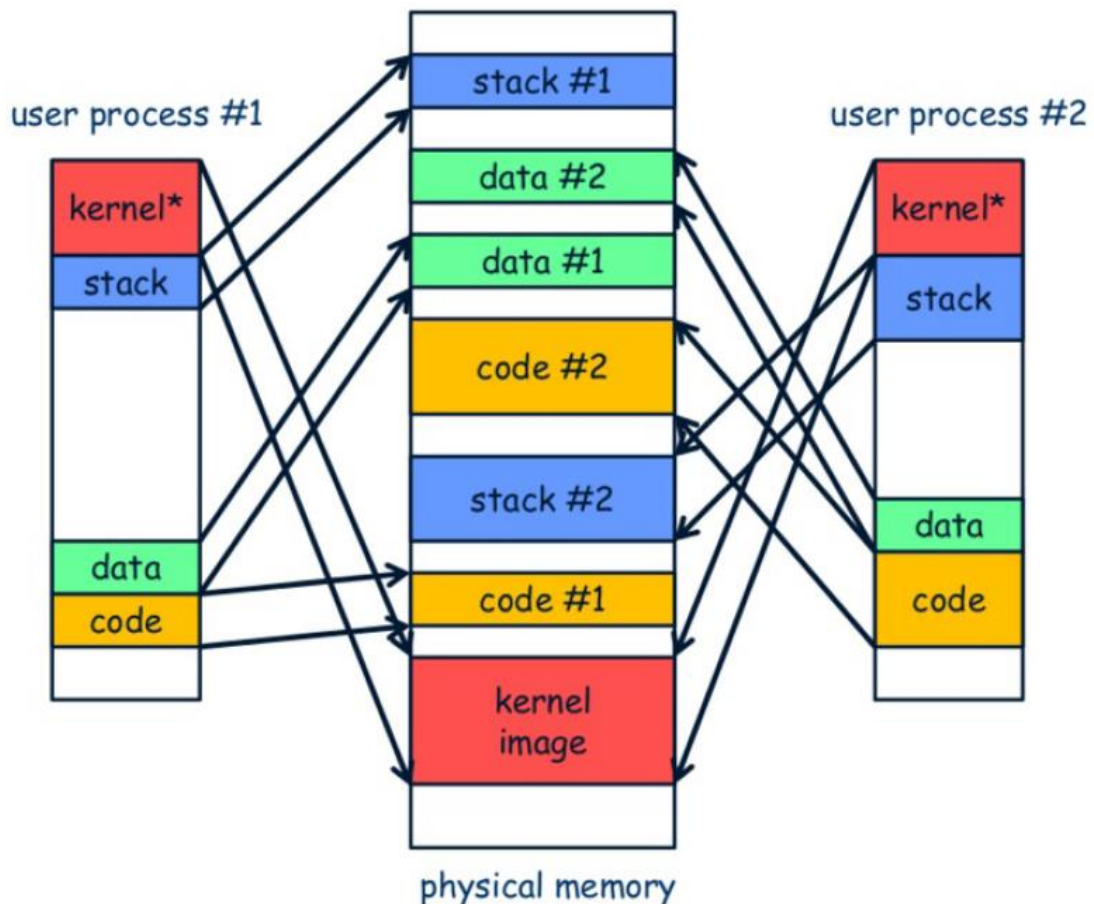 user process #1
kernel*
stack
data
code
stack #1
data #2
data #1
code #2
stack #2
code #1
kernel
image
physical memory
user process #2
kernel*
stack
data
code